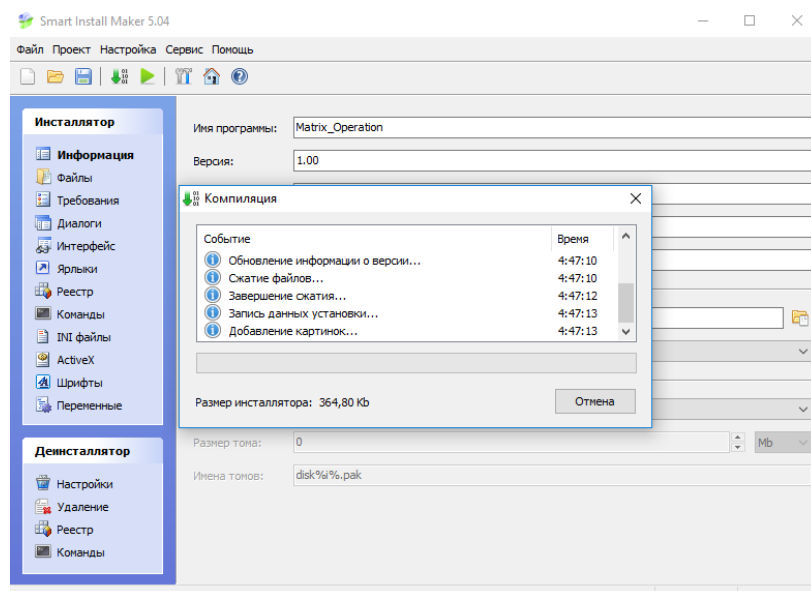 Smart Install Maker 5.04
Файл Проект Настройка Сервис Помощь
Инсталлятор
Информация
Файлы
Требования
Диалоги
Интерфейс
Ярлыки
Реестр
Команды
INI файлы
ActiveX
Шрифты
Переменные
Деинсталлятор
Настройки
Удаление
Реестр
Команды
Имя программы: Matrix_Operation
Версия: 1.00
Компиляция
Событие Время
Обновление информации о версии... 4:47:10
Сжатие файлов... 4:47:10
Завершение сжатия... 4:47:12
Запись данных установки... 4:47:13
Добавление картинок... 4:47:13
Размер инсталлятора: 364,80 Kb Отмена
Размер тома: 0 Mb
Имена томов: disk%i%.pak